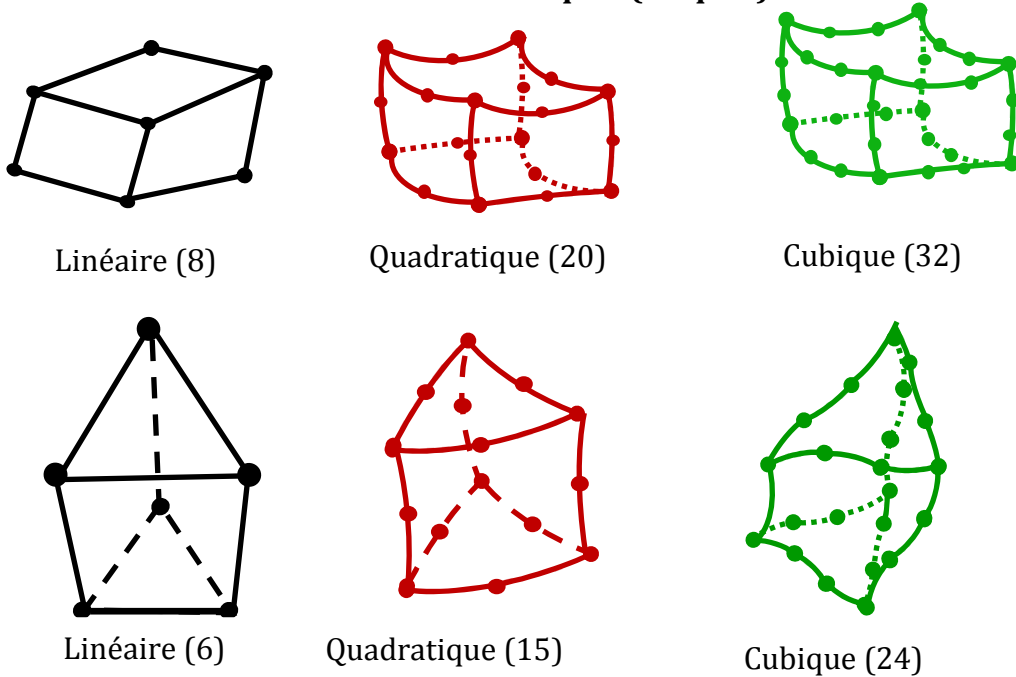 Linéaire (8)
Quadratique (20)
Cubique (32)
Linéaire (6)
Quadratique (15)
Cubique (24)